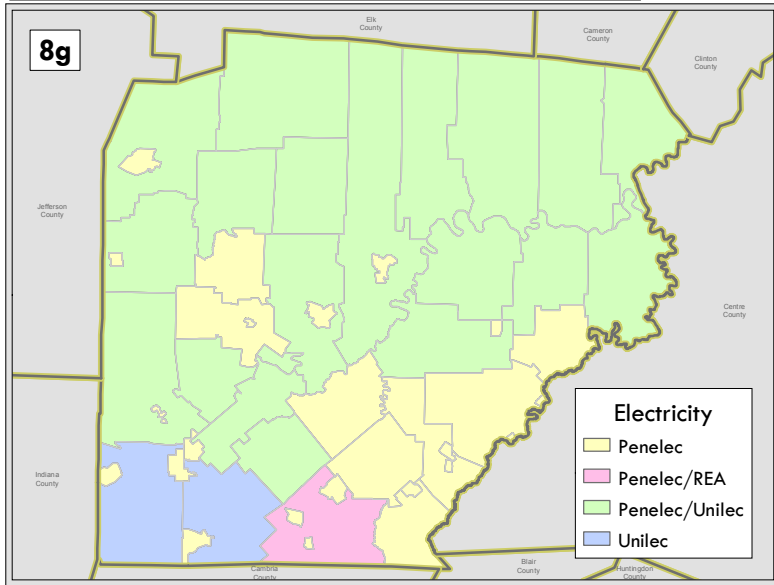 Elk
County
Cameron
County
8g
Clinton
County
Jefferson
County
Centre
County
Electricity
Penelec
Penelec/REA
Penelec/Unilec
Unilec
Indiana
County
Cambria
County
Blair
County
Huntingdon
County